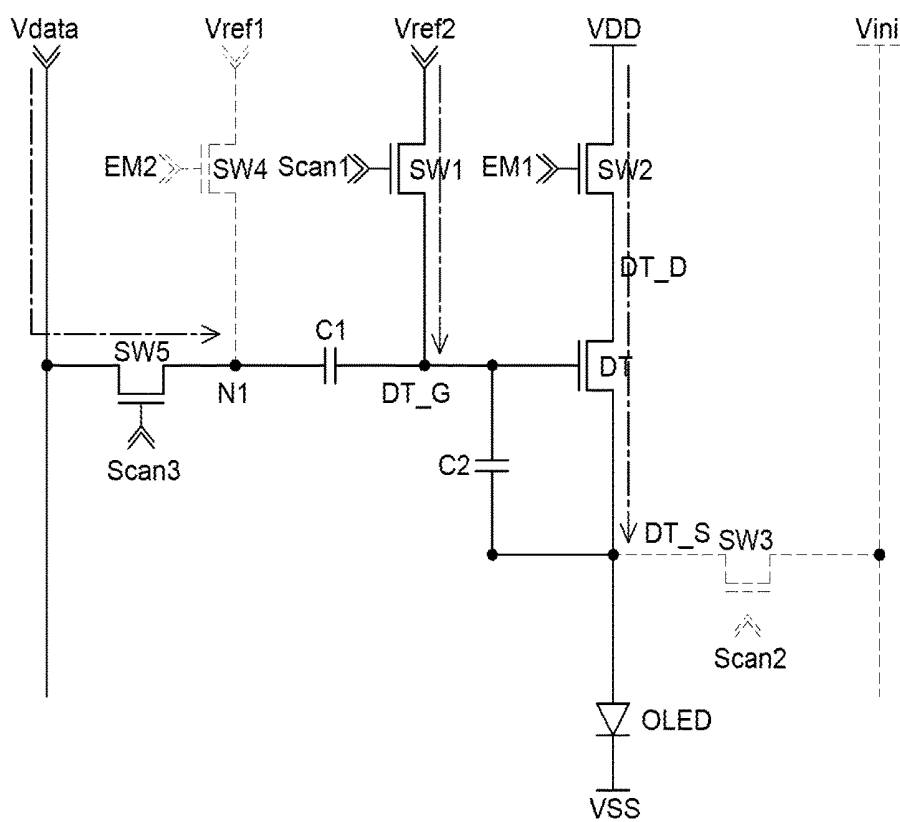 Vdata Vref1 Vref2 VDD Vini
EM2 SW4 Scan1 SW1 EM1 SW2
DT_D
C1
SW5 DT
N1 DT_G
Scan3 C2
DT_S SW3
Scan2
OLED
VSS